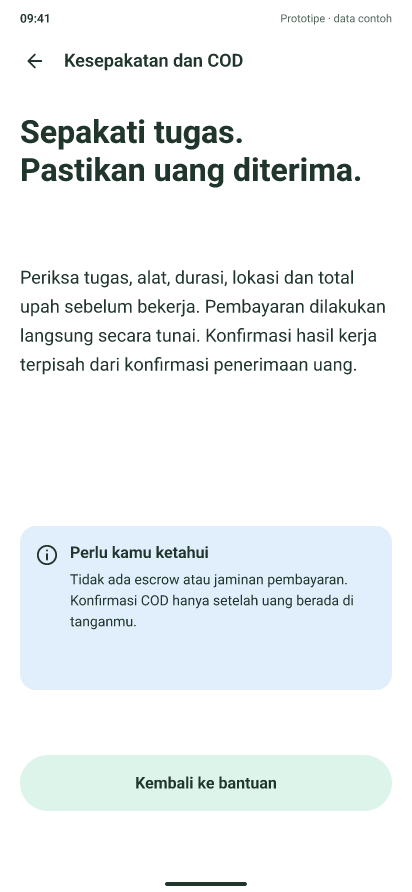 09:41
Prototipe · data contoh
Kesepakatan dan COD
Sepakati tugas.
Pastikan uang diterima.
Periksa tugas, alat, durasi, lokasi dan total
upah sebelum bekerja. Pembayaran dilakukan
langsung secara tunai. Konfirmasi hasil kerja
terpisah dari konfirmasi penerimaan uang.
Perlu kamu ketahui
Tidak ada escrow atau jaminan pembayaran.
Konfirmasi COD hanya setelah uang berada di
tanganmu.
Kembali ke bantuan